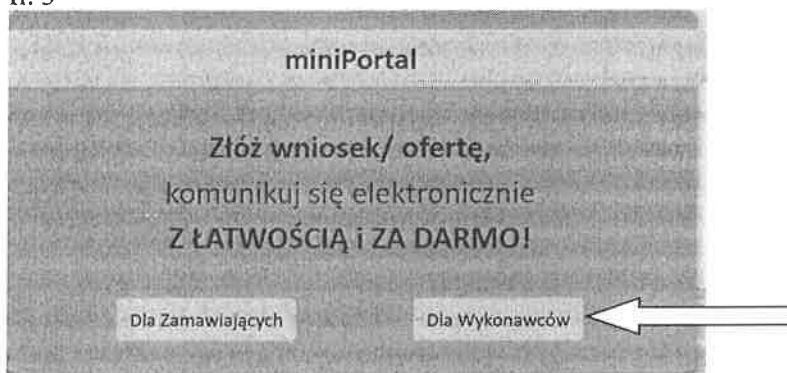 miniPortal
Złóż wniosek/ ofertę,
komunikuj się elektronicznie
Z ŁATWOŚCIĄ i ZA DARMO!
Dla Zamawiających
Dla Wykonawców